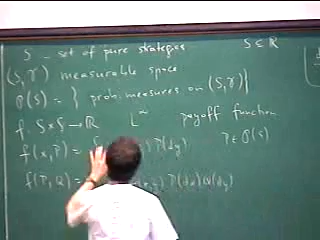 S - set of pure strategies S ⊆ R
(S, 𝒮) measurable space
𝒫(S) = } prob. measures on (S, 𝒮)
f: S×S → R L^∞ payoff function
f(x, P) = P(dy) P ∈ 𝒫(S)
f(P, Q) = P(dx) Q(dy)